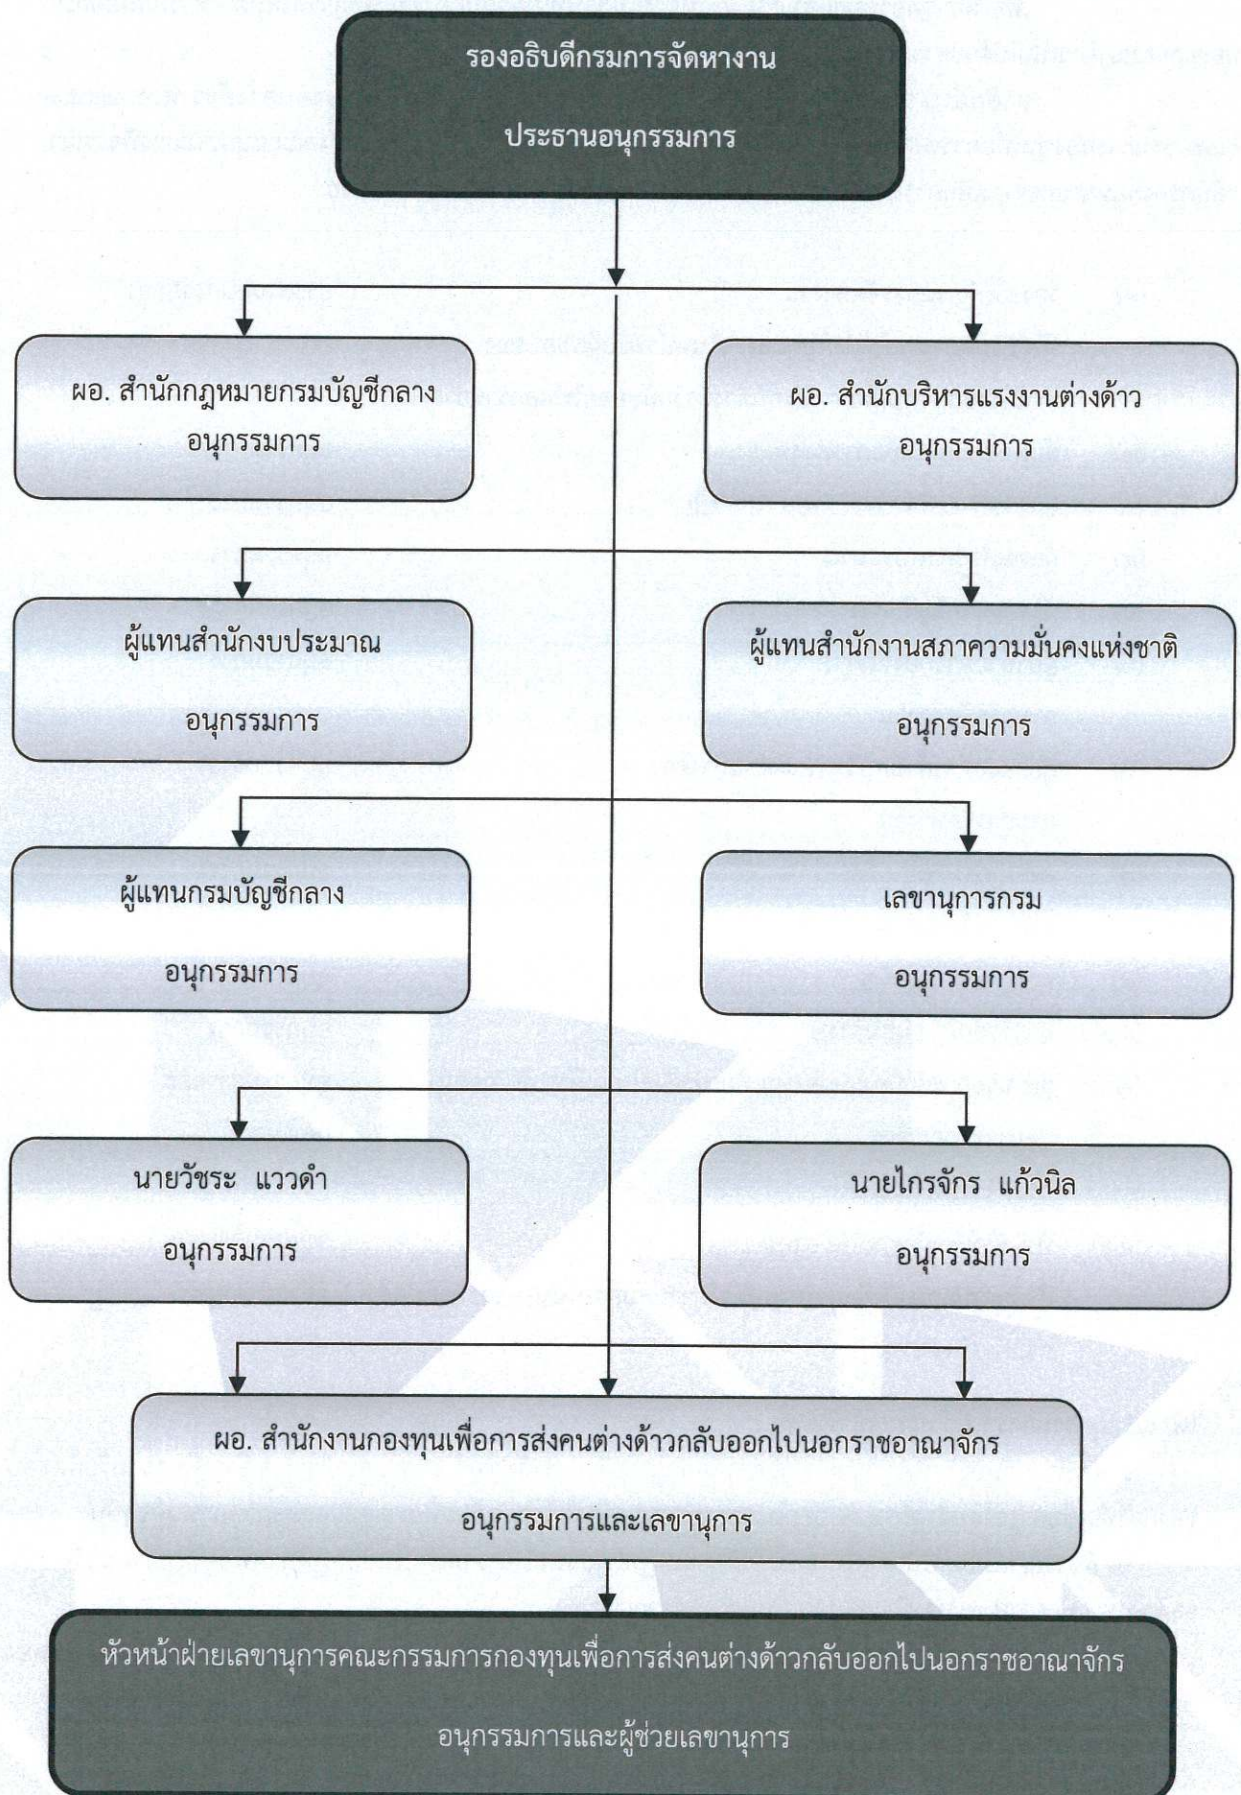 รองอธิบดีกรมการจัดหางาน
ประธานอนุกรรมการ
ผอ. สำนักกฎหมายกรมบัญชีกลาง
อนุกรรมการ
ผอ. สำนักบริหารแรงงานต่างด้าว
อนุกรรมการ
ผู้แทนสำนักงบประมาณ
อนุกรรมการ
ผู้แทนสำนักงานสภาความมั่นคงแห่งชาติ
อนุกรรมการ
ผู้แทนกรมบัญชีกลาง
อนุกรรมการ
เลขานุการกรม
อนุกรรมการ
นายวัชระ แววดำ
อนุกรรมการ
นายไกรจักร แก้วนิล
อนุกรรมการ
ผอ. สำนักงานกองทุนเพื่อการส่งคนต่างด้าวกลับออกไปนอกราชอาณาจักร
อนุกรรมการและเลขานุการ
หัวหน้าฝ่ายเลขานุการคณะกรรมการกองทุนเพื่อการส่งคนต่างด้าวกลับออกไปนอกราชอาณาจักร
อนุกรรมการและผู้ช่วยเลขานุการ